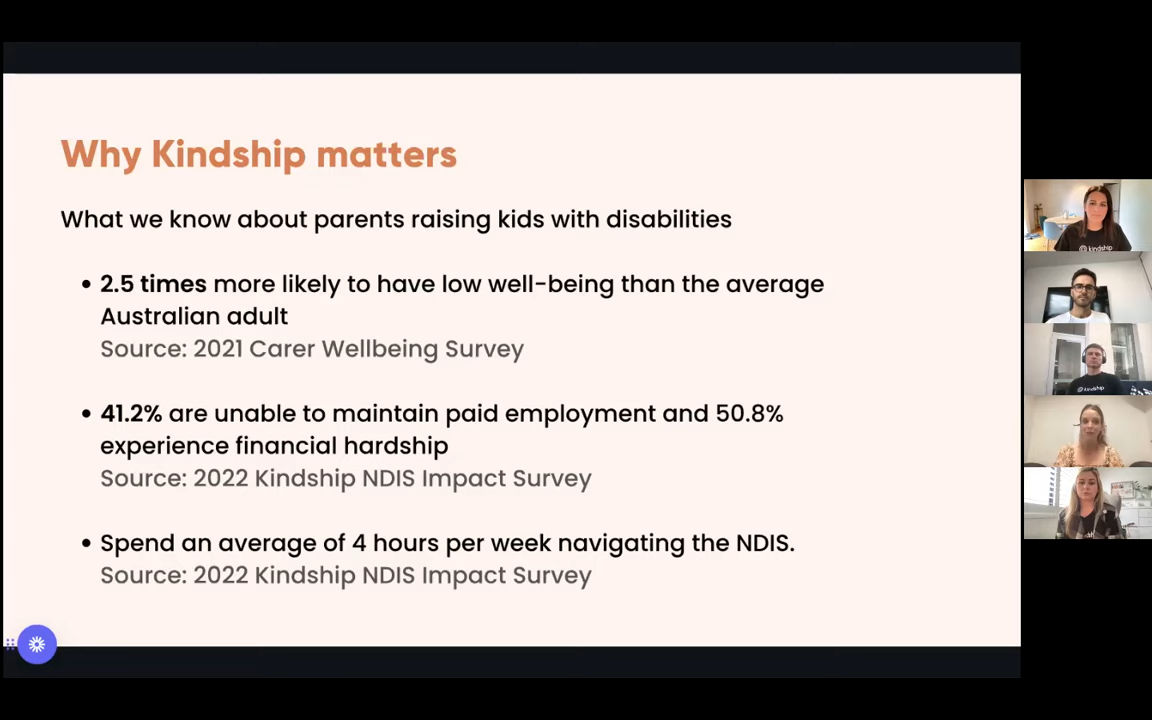 Why Kindship matters
What we know about parents raising kids with disabilities
• 2.5 times more likely to have low well-being than the average
Australian adult
Source: 2021 Carer Wellbeing Survey
• 41.2% are unable to maintain paid employment and 50.8%
experience financial hardship
Source: 2022 Kindship NDIS Impact Survey
• Spend an average of 4 hours per week navigating the NDIS.
Source: 2022 Kindship NDIS Impact Survey
kindship
kindship